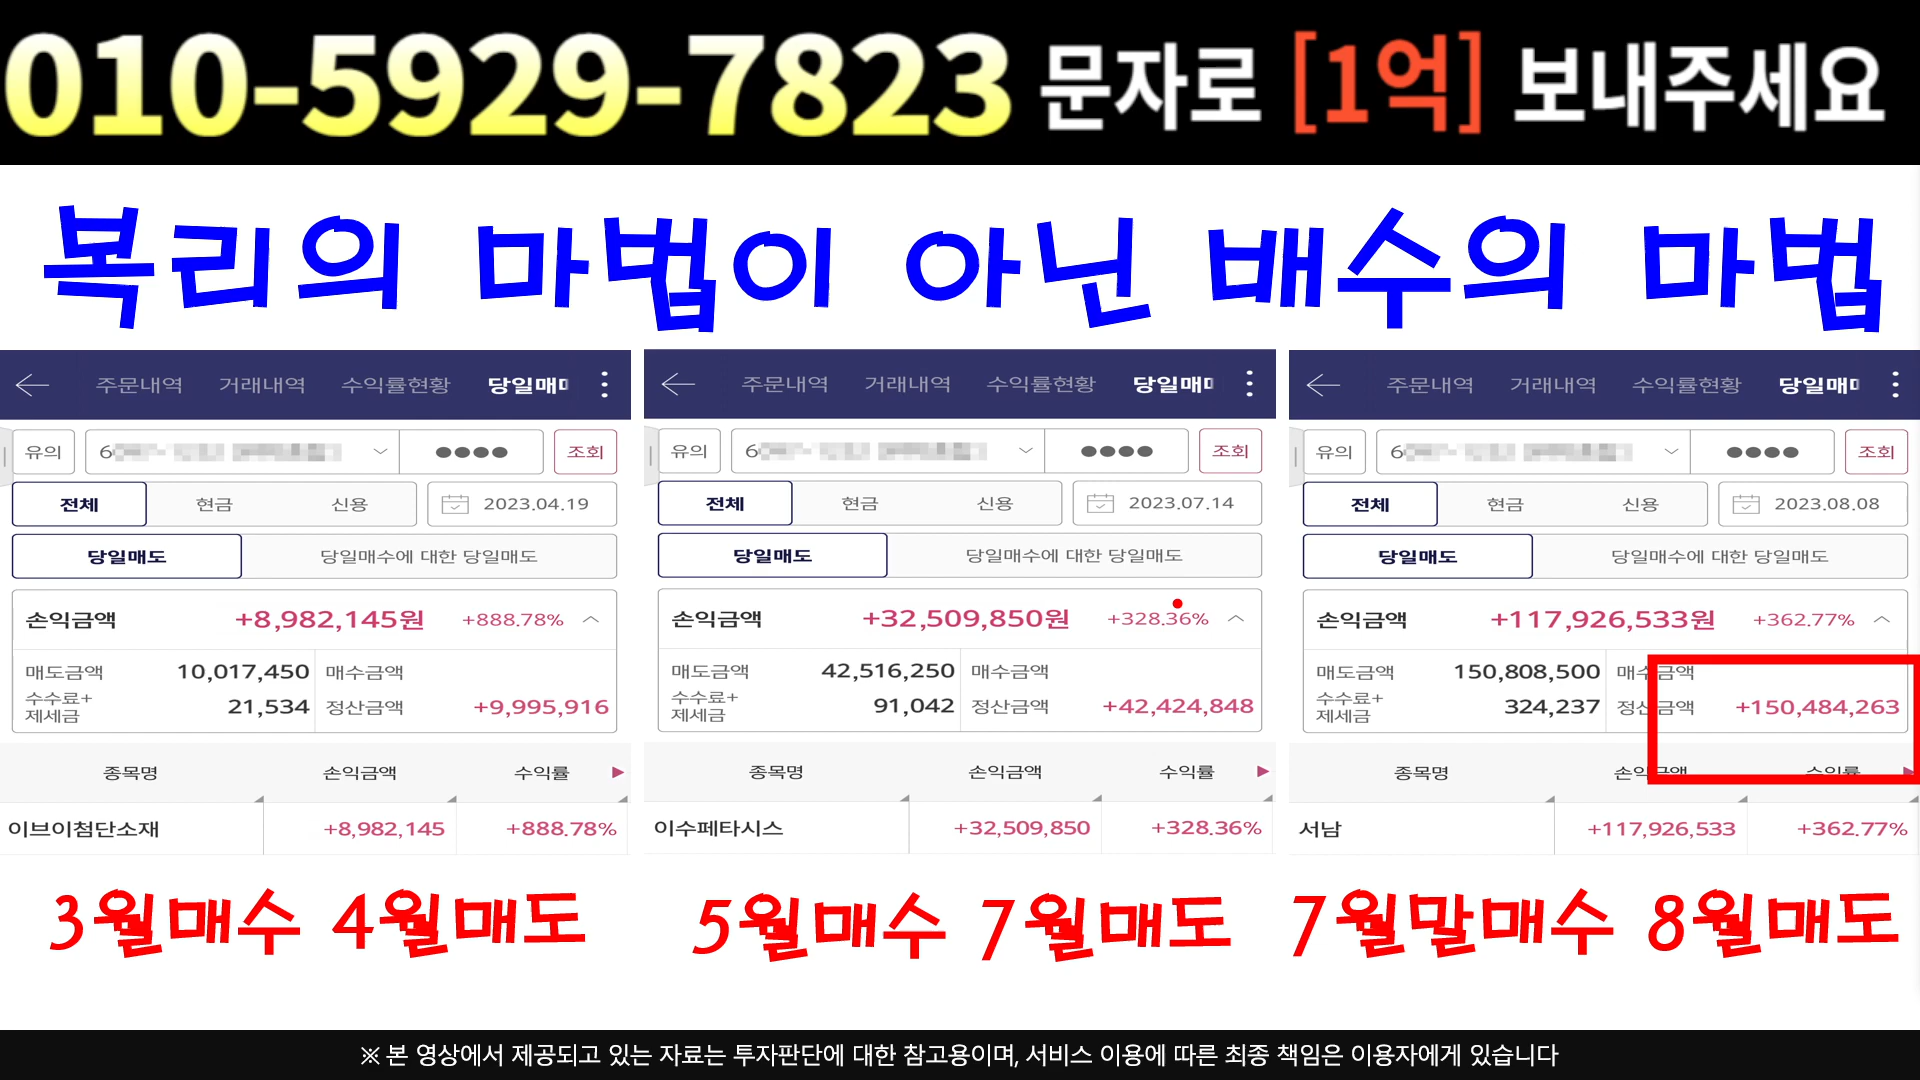 010-5929-7823 문자로 [1억] 보내주세요
복리의 마법이 아닌 배수의 마법
주문내역 거래내역 수익률현황 당일매
유의 6 ●●●● 조회
전체 현금 신용 2023.04.19
당일매도 당일매수에 대한 당일매도
손익금액 +8,982,145원 +888.78%
매도금액 10,017,450 매수금액
수수료+
제세금 21,534 정산금액 +9,995,916
종목명 손익금액 수익률
이브이첨단소재 +8,982,145 +888.78%
3월매수 4월매도
주문내역 거래내역 수익률현황 당일매
유의 6 ●●●● 조회
전체 현금 신용 2023.07.14
당일매도 당일매수에 대한 당일매도
손익금액 +32,509,850원 +328.36%
매도금액 42,516,250 매수금액
수수료+
제세금 91,042 정산금액 +42,424,848
종목명 손익금액 수익률
이수페타시스 +32,509,850 +328.36%
5월매수 7월매도
주문내역 거래내역 수익률현황 당일매
유의 6 ●●●● 조회
전체 현금 신용 2023.08.08
당일매도 당일매수에 대한 당일매도
손익금액 +117,926,533원 +362.77%
매도금액 150,808,500 매수금액
수수료+
제세금 324,237 정산금액 +150,484,263
종목명 손익금액 수익률
서남 +117,926,533 +362.77%
7월말매수 8월매도
※ 본 영상에서 제공되고 있는 자료는 투자판단에 대한 참고용이며, 서비스 이용에 따른 최종 책임은 이용자에게 있습니다